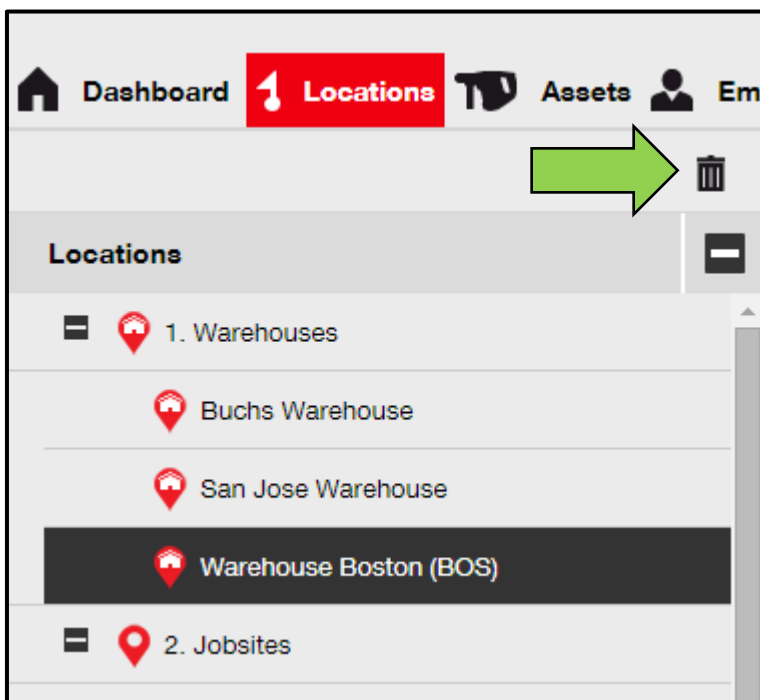 Dashboard Locations Assets Em
Locations
1. Warehouses
Buchs Warehouse
San Jose Warehouse
Warehouse Boston (BOS)
2. Jobsites